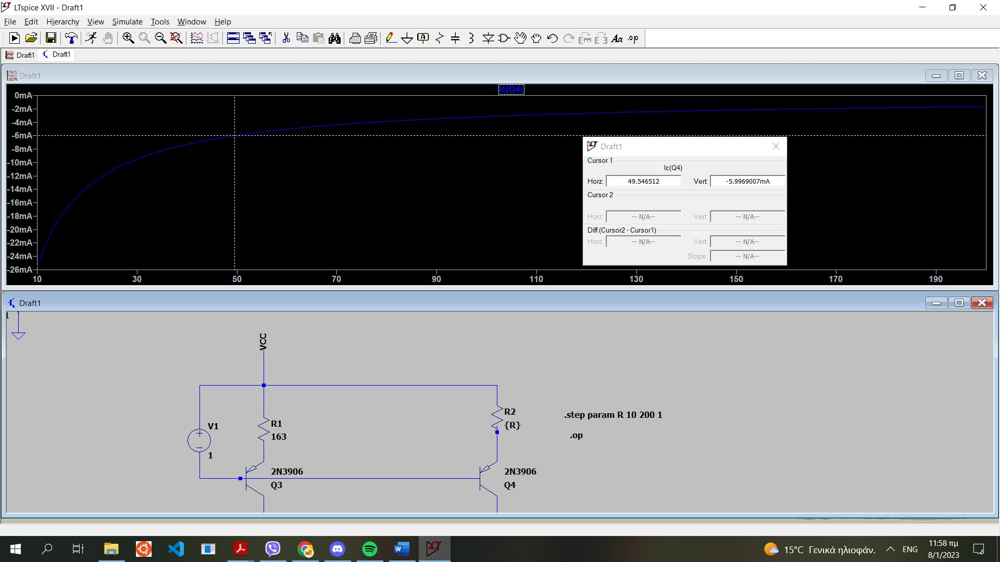 LTspice XVII - Draft1
File Edit Hierarchy View Simulate Tools Window Help
Draft1 Draft1
Draft1
Ic(Q4)
0mA
-2mA
-4mA
-6mA
-8mA
-10mA
-12mA
-14mA
-16mA
-18mA
-20mA
-22mA
-24mA
-26mA
10 30 50 70 90 110 130 150 170 190
Draft1
Cursor 1
Ic(Q4)
Horz: 49.546512 Vert: -5.9969007mA
Cursor 2
Horz: -- N/A-- Vert: -- N/A--
Diff (Cursor2 - Cursor1)
Horz: -- N/A-- Vert: -- N/A--
Slope: -- N/A--
Draft1
VCC
V1
1
R1
163
R2
{R}
.step param R 10 200 1
.op
2N3906
Q3
2N3906
Q4
15°C Γενικά ηλιοφάν. ENG
11:58 πμ
8/1/2023